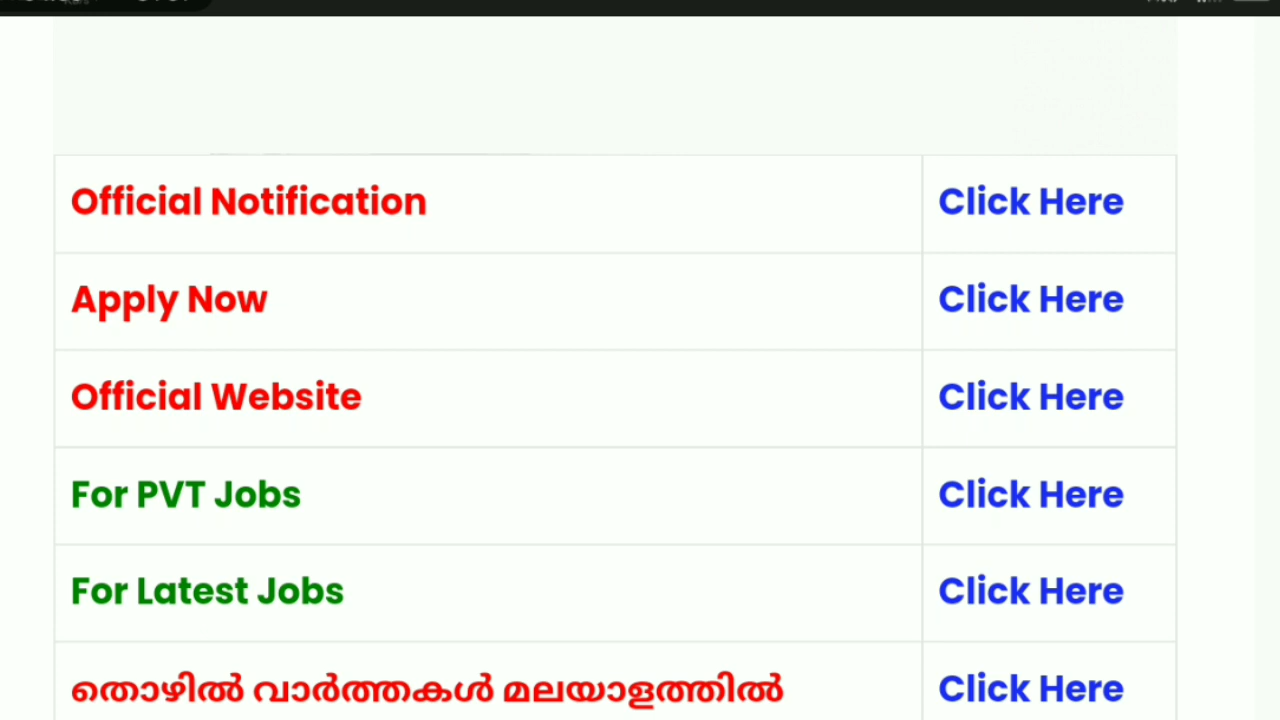 Official Notification Click Here
Apply Now Click Here
Official Website Click Here
For PVT Jobs Click Here
For Latest Jobs Click Here
തൊഴിൽ വാർത്തകൾ മലയാളത്തിൽ Click Here